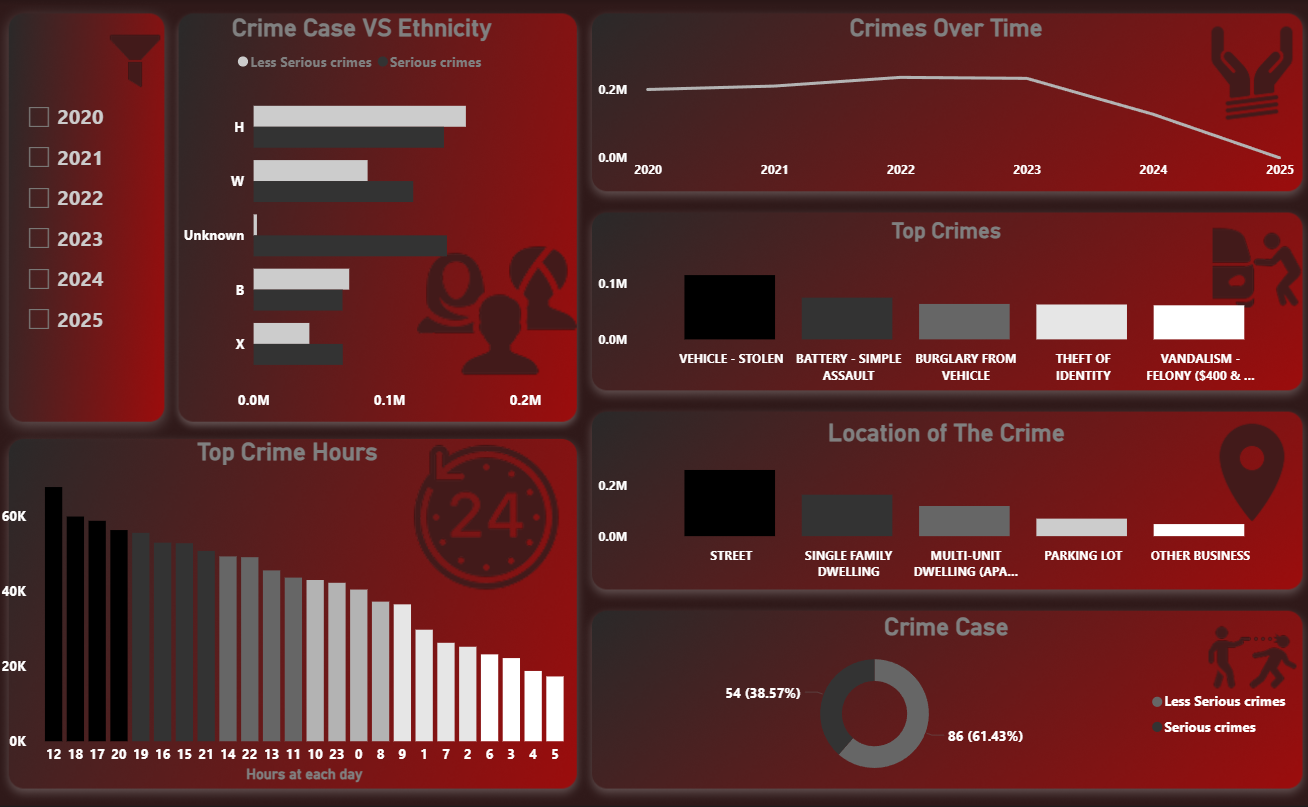 2020
2021
2022
2023
2024
2025
Crime Case VS Ethnicity
Less Serious crimes Serious crimes
H
W
Unknown
B
X
0.0M 0.1M 0.2M
Crimes Over Time
0.2M
0.0M
2020 2021 2022 2023 2024 2025
Top Crimes
0.1M
0.0M
VEHICLE - STOLEN BATTERY - SIMPLE BURGLARY FROM THEFT OF VANDALISM -
ASSAULT VEHICLE IDENTITY FELONY ($400 & ...
Location of The Crime
0.2M
0.0M
STREET SINGLE FAMILY MULTI-UNIT PARKING LOT OTHER BUSINESS
DWELLING DWELLING (APA...
Top Crime Hours
24
60K
40K
20K
0K
12 18 17 20 19 16 15 21 14 22 13 11 10 23 0 8 9 1 7 2 6 3 4 5
Hours at each day
Crime Case
54 (38.57%)
86 (61.43%)
Less Serious crimes
Serious crimes